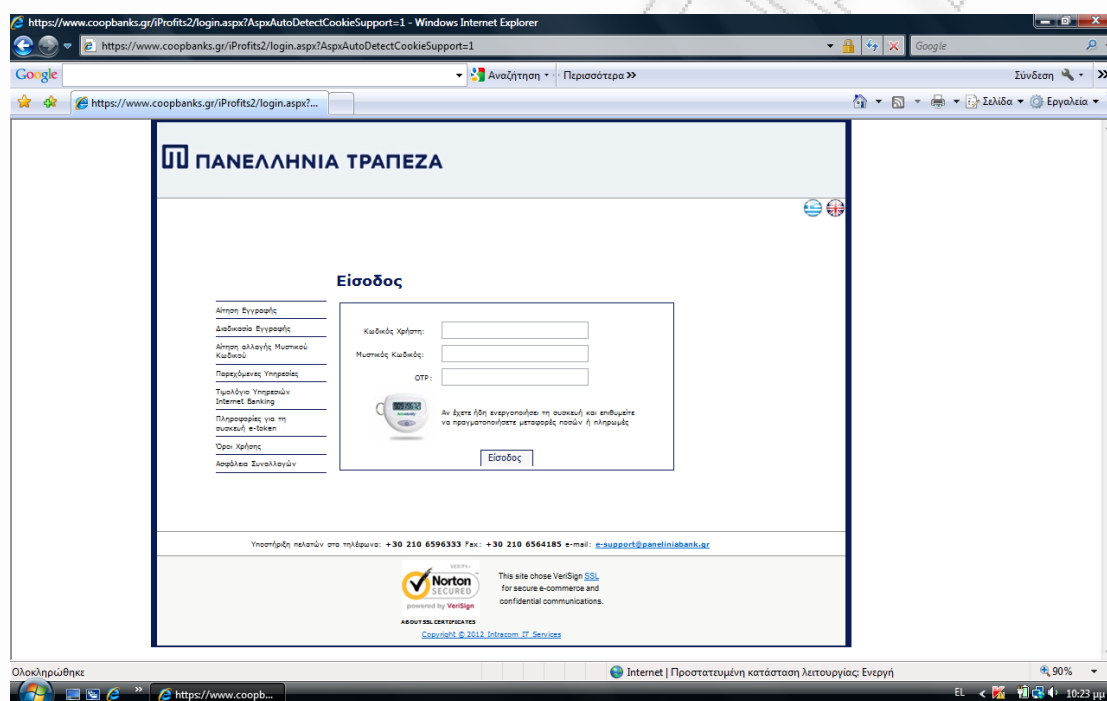 https://www.coopbanks.gr/iProfits2/login.aspx?AspxAutoDetectCookieSupport=1 - Windows Internet Explorer
https://www.coopbanks.gr/iProfits2/login.aspx?AspxAutoDetectCookieSupport=1
Google
Google
Αναζήτηση
Περισσότερα >>
Σύνδεση
https://www.coopbanks.gr/iProfits2/login.aspx?...
Σελίδα
Εργαλεία
ΠΑΝΕΛΛΗΝΙΑ ΤΡΑΠΕΖΑ
Είσοδος
Αίτηση Εγγραφής
Διαδικασία Εγγραφής
Αίτηση αλλαγής Μυστικού
Κωδικού
Παρεχόμενες Υπηρεσίες
Τιμολόγιο Υπηρεσιών
Internet Banking
Πληροφορίες για τη
συσκευή e-token
Όροι Χρήσης
Ασφάλεια Συναλλαγών
Κωδικός Χρήστη:
Μυστικός Κωδικός:
OTP:
Αν έχετε ήδη ενεργοποιήσει τη συσκευή και επιθυμείτε
να πραγματοποιήσετε μεταφορές ποσών ή πληρωμές
Είσοδος
Υποστήριξη πελατών στο τηλέφωνο: +30 210 6596333 Fax: +30 210 6564185 e-mail: e-support@paneliniabank.gr
Norton
SECURED
powered by VeriSign
This site chose VeriSign SSL
for secure e-commerce and
confidential communications.
ABOUT SSL CERTIFICATES
Copyright © 2012 Intracom IT Services
Ολοκληρώθηκε
Internet | Προστατευμένη κατάσταση λειτουργίας: Ενεργή
90%
https://www.coopb...
EL
10:23 μμ